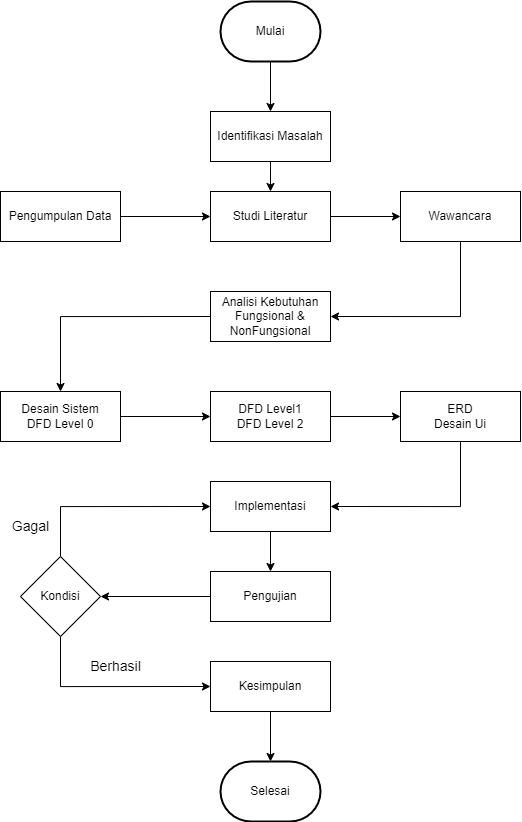 Mulai
Identifikasi Masalah
Pengumpulan Data
Studi Literatur
Wawancara
Analisi Kebutuhan
Fungsional &
NonFungsional
Desain Sistem
DFD Level 0
DFD Level1
DFD Level 2
ERD
Desain Ui
Implementasi
Gagal
Kondisi
Pengujian
Berhasil
Kesimpulan
Selesai